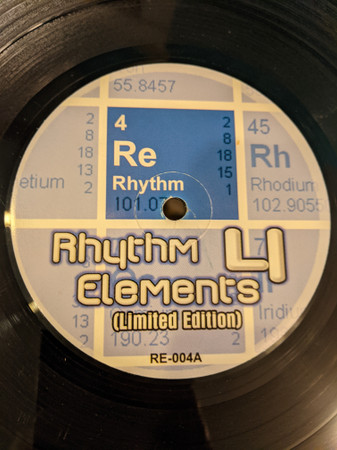 55.8457
4
Re
Rhythm
101.07
2
8
18
15
1
2
8
18
13
2
etium
45
Rh
Rhodium
102.9055
Rhythm 4
Elements
(Limited Edition)
13
2
190.23
2
Iridiu
RE-004A